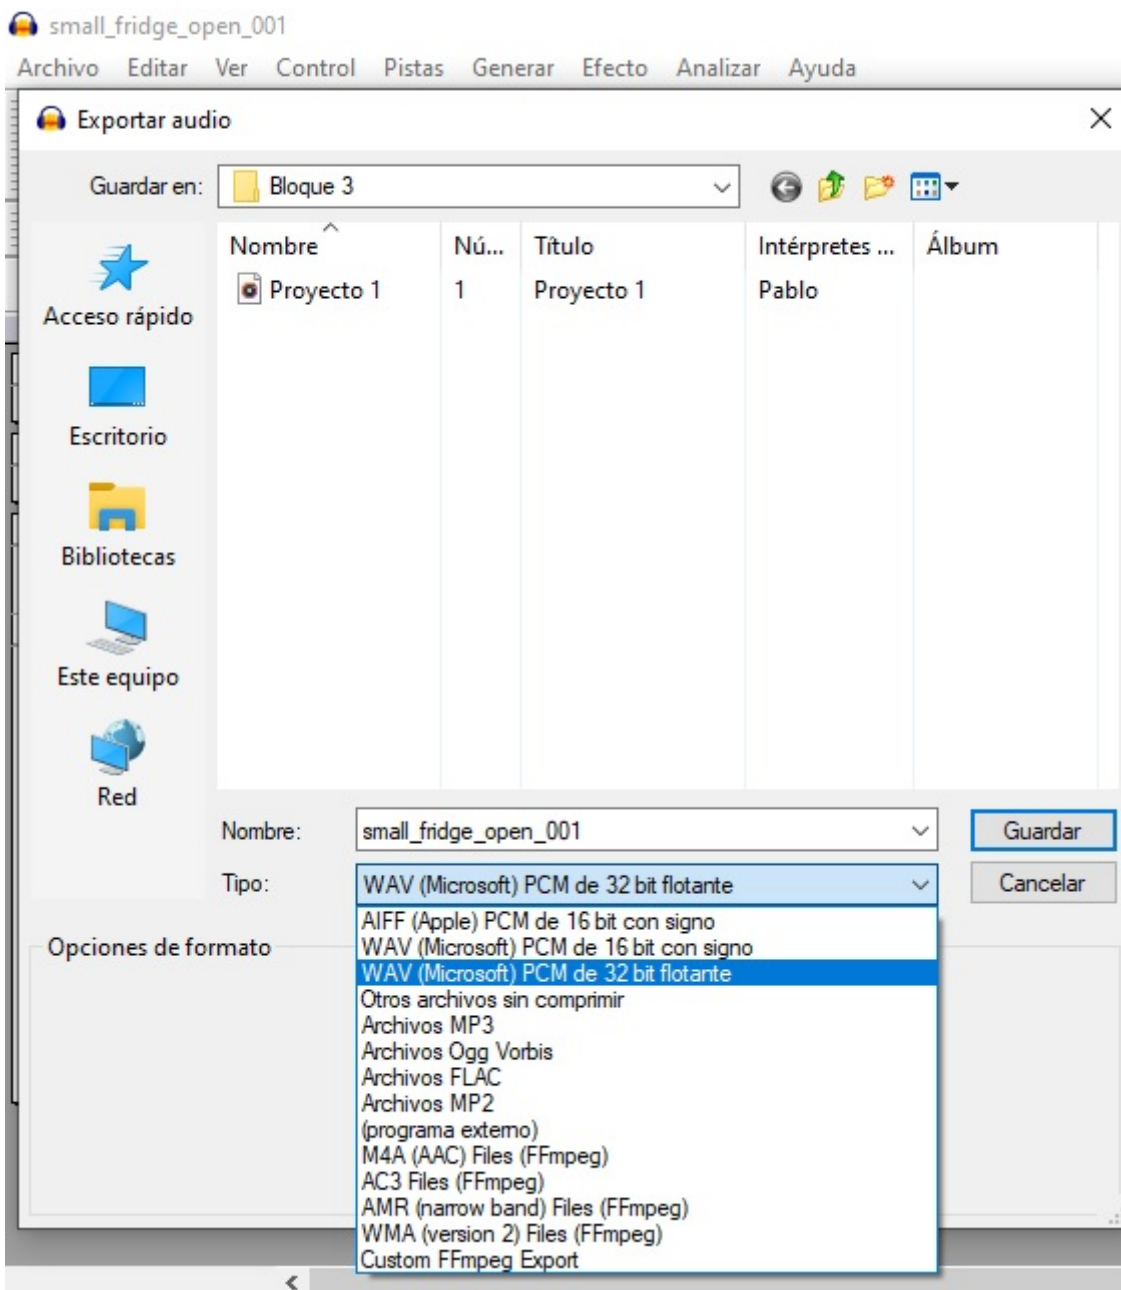 small_fridge_open_001
Archivo Editar Ver Control Pistas Generar Efecto Analizar Ayuda
Exportar audio
Guardar en: Bloque 3
Nombre Nú... Título Intérpretes ... Álbum
Proyecto 1 1 Proyecto 1 Pablo
Acceso rápido
Escritorio
Bibliotecas
Este equipo
Red
Nombre: small_fridge_open_001 Guardar
Tipo: WAV (Microsoft) PCM de 32 bit flotante Cancelar
Opciones de formato
AIFF (Apple) PCM de 16 bit con signo
WAV (Microsoft) PCM de 16 bit con signo
WAV (Microsoft) PCM de 32 bit flotante
Otros archivos sin comprimir
Archivos MP3
Archivos Ogg Vorbis
Archivos FLAC
Archivos MP2
(programa externo)
M4A (AAC) Files (FFmpeg)
AC3 Files (FFmpeg)
AMR (narrow band) Files (FFmpeg)
WMA (version 2) Files (FFmpeg)
Custom FFmpeg Export